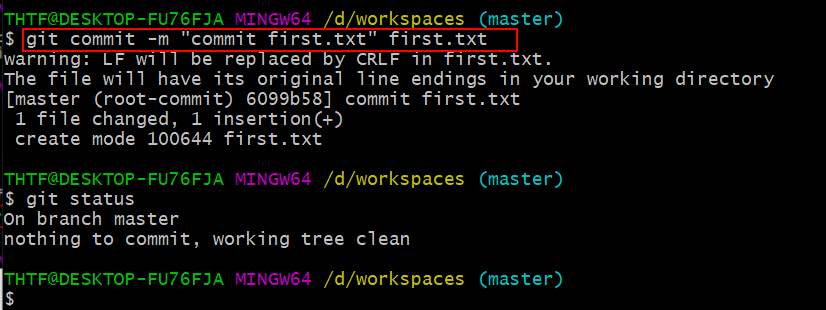 THTF@DESKTOP-FU76FJA MINGW64 /d/workspaces (master)
$ git commit -m "commit first.txt" first.txt
warning: LF will be replaced by CRLF in first.txt.
The file will have its original line endings in your working directory
[master (root-commit) 6099b58] commit first.txt
 1 file changed, 1 insertion(+)
 create mode 100644 first.txt
THTF@DESKTOP-FU76FJA MINGW64 /d/workspaces (master)
$ git status
On branch master
nothing to commit, working tree clean
THTF@DESKTOP-FU76FJA MINGW64 /d/workspaces (master)
$